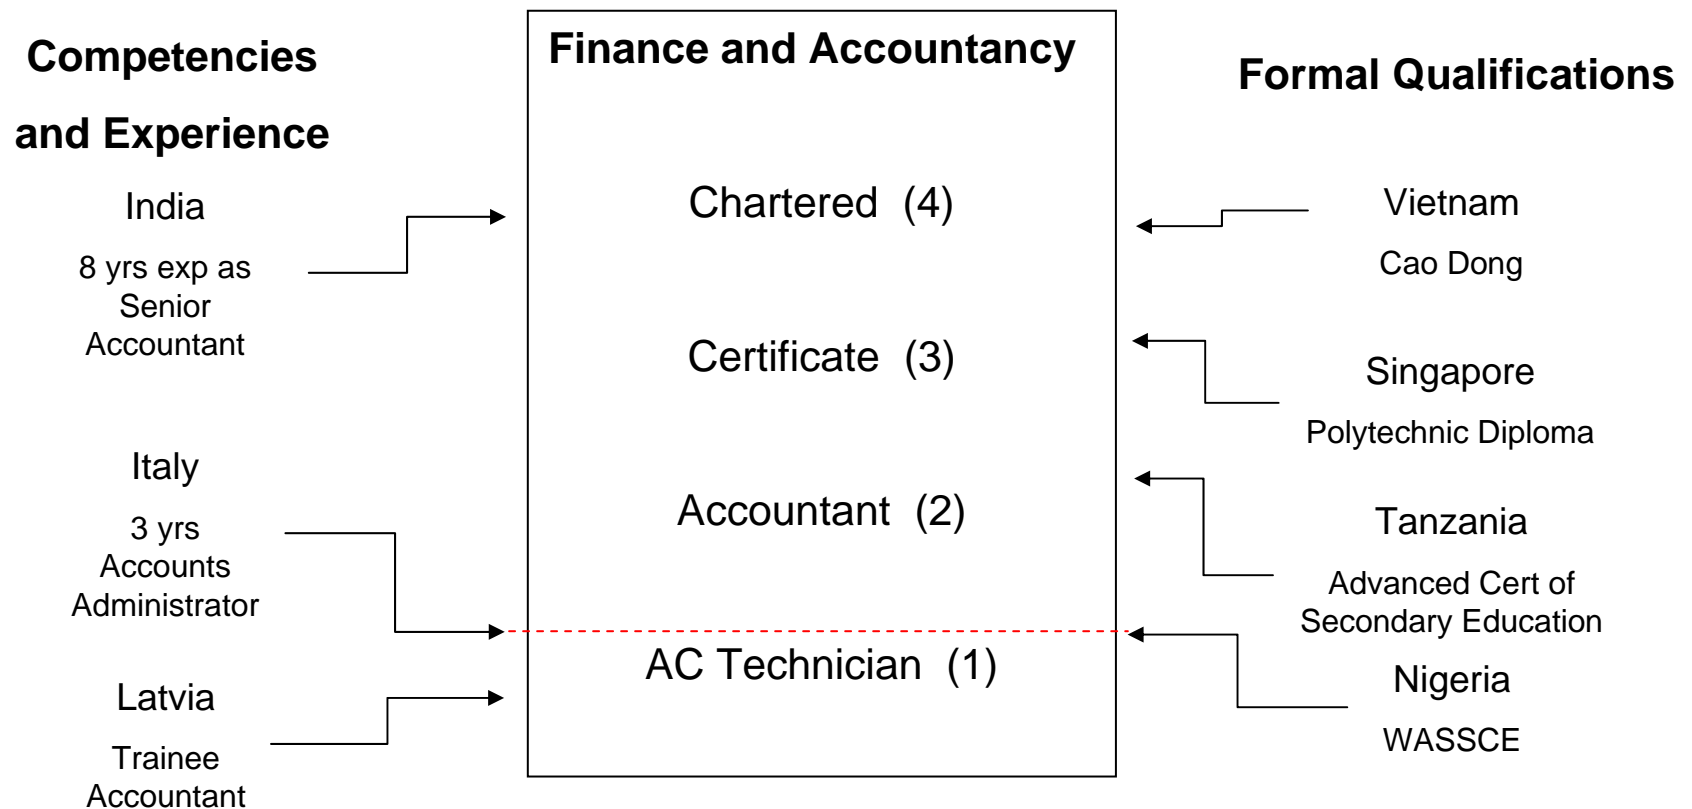 Competencies
and Experience
India
8 yrs exp as
Senior
Accountant
Italy
3 yrs
Accounts
Administrator
Latvia
Trainee
Accountant
Finance and Accountancy
Chartered (4)
Certificate (3)
Accountant (2)
AC Technician (1)
Formal Qualifications
Vietnam
Cao Dong
Singapore
Polytechnic Diploma
Tanzania
Advanced Cert of
Secondary Education
Nigeria
WASSCE